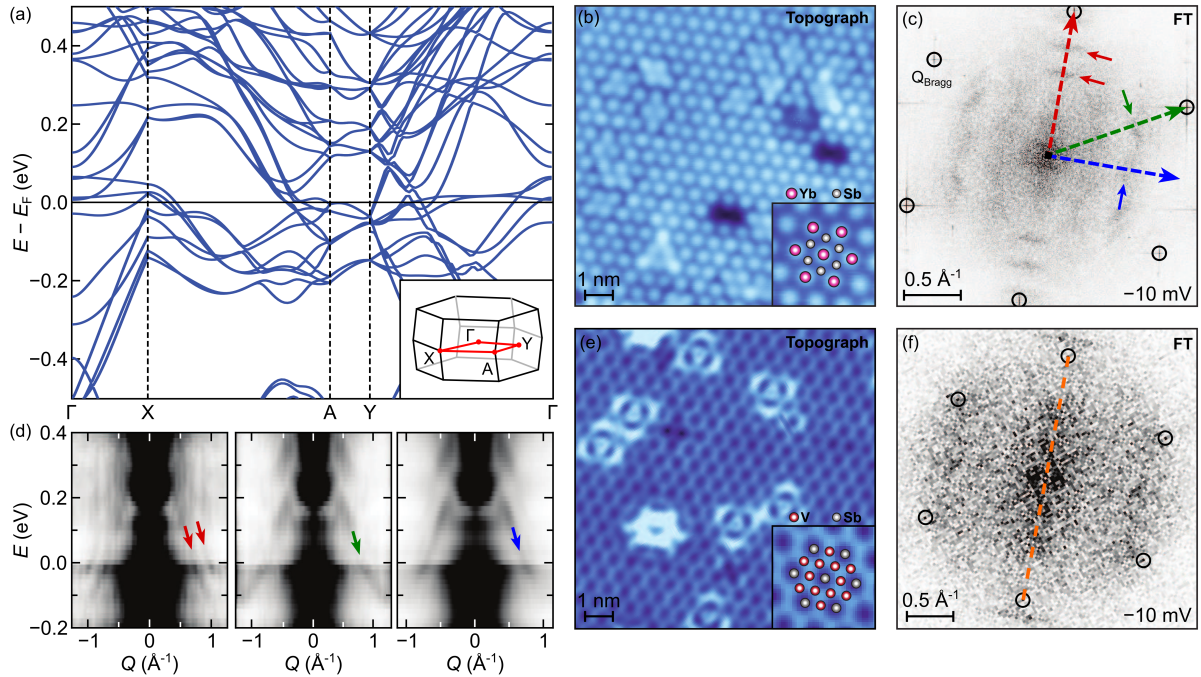 (a)
E − E_F (eV)
0.4
0.2
0.0
−0.2
−0.4
Γ
X
A
Y
Γ
X
Γ
Y
A
(b)
Topograph
Yb
Sb
1 nm
(c)
FT
Q_Bragg
0.5 Å⁻¹
−10 mV
(d)
E (eV)
0.4
0.2
0.0
−0.2
−1
0
1
−1
0
1
−1
0
1
Q (Å⁻¹)
Q (Å⁻¹)
Q (Å⁻¹)
(e)
Topograph
V
Sb
1 nm
(f)
FT
0.5 Å⁻¹
−10 mV